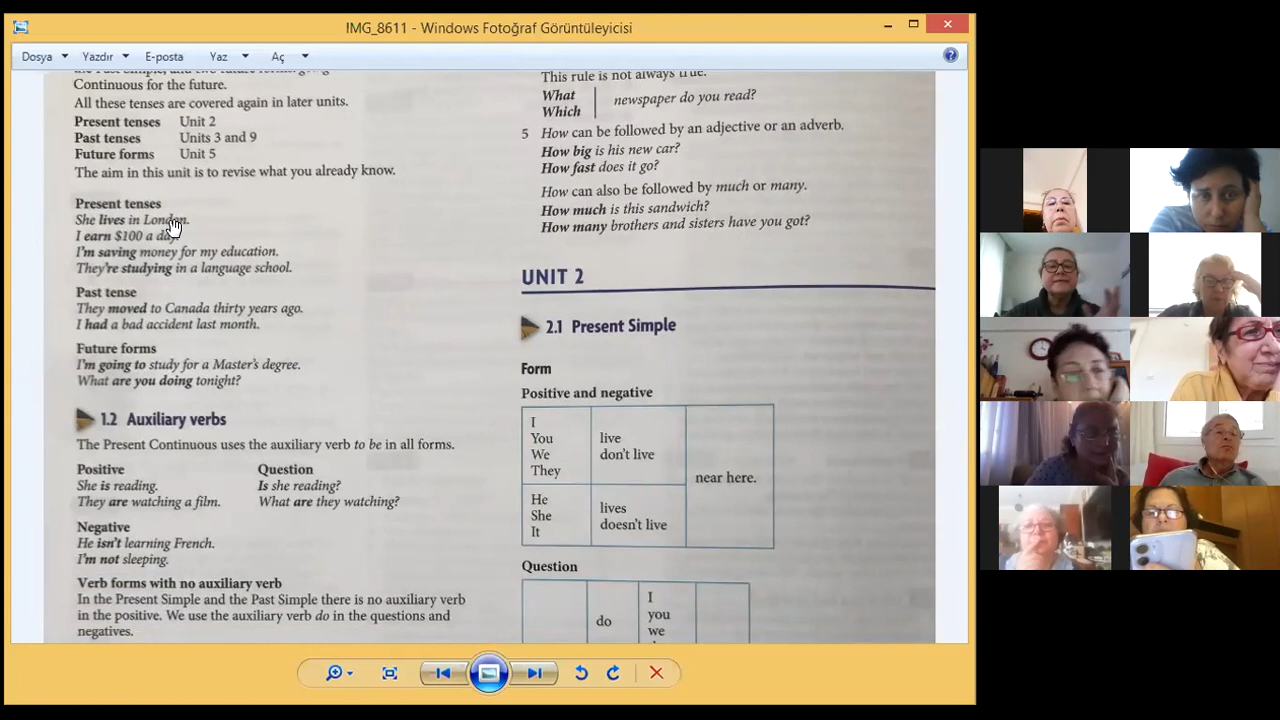 IMG_8611 - Windows Fotoğraf Görüntüleyicisi
Dosya Yazdır E-posta Yaz Aç
Continuous for the future.
All these tenses are covered again in later units.
Present tenses Unit 2
Past tenses Units 3 and 9
Future forms Unit 5
The aim in this unit is to revise what you already know.
Present tenses
She lives in London.
I earn $100 a day.
I'm saving money for my education.
They're studying in a language school.
Past tense
They moved to Canada thirty years ago.
I had a bad accident last month.
Future forms
I'm going to study for a Master's degree.
What are you doing tonight?
1.2 Auxiliary verbs
The Present Continuous uses the auxiliary verb to be in all forms.
Positive Question
She is reading. Is she reading?
They are watching a film. What are they watching?
Negative
He isn't learning French.
I'm not sleeping.
Verb forms with no auxiliary verb
In the Present Simple and the Past Simple there is no auxiliary verb
in the positive. We use the auxiliary verb do in the questions and
negatives.
This rule is not always true.
What
Which
newspaper do you read?
5 How can be followed by an adjective or an adverb.
How big is his new car?
How fast does it go?
How can also be followed by much or many.
How much is this sandwich?
How many brothers and sisters have you got?
UNIT 2
2.1 Present Simple
Form
Positive and negative
I
You
We
They
live
don't live
near here.
He
She
It
lives
doesn't live
Question
do
I
you
we